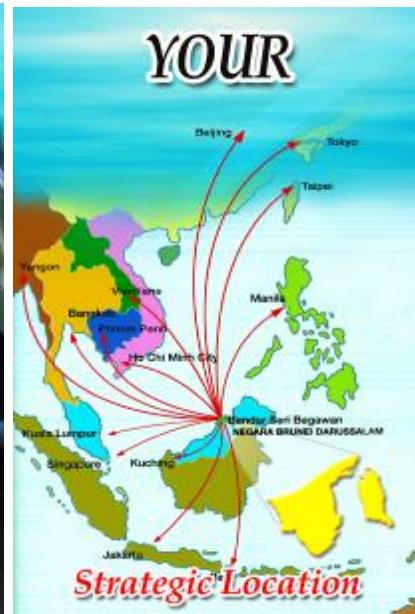 YOUR
Beijing
Tokyo
Taipei
Yangon
Vientiane
Manila
Bangkok
Phnom Penh
Ho Chi Minh City
Bandar Seri Begawan
NEGARA BRUNEI DARUSSALAM
Kuala Lumpur
Singapore
Kuching
Jakarta
Strategic Location